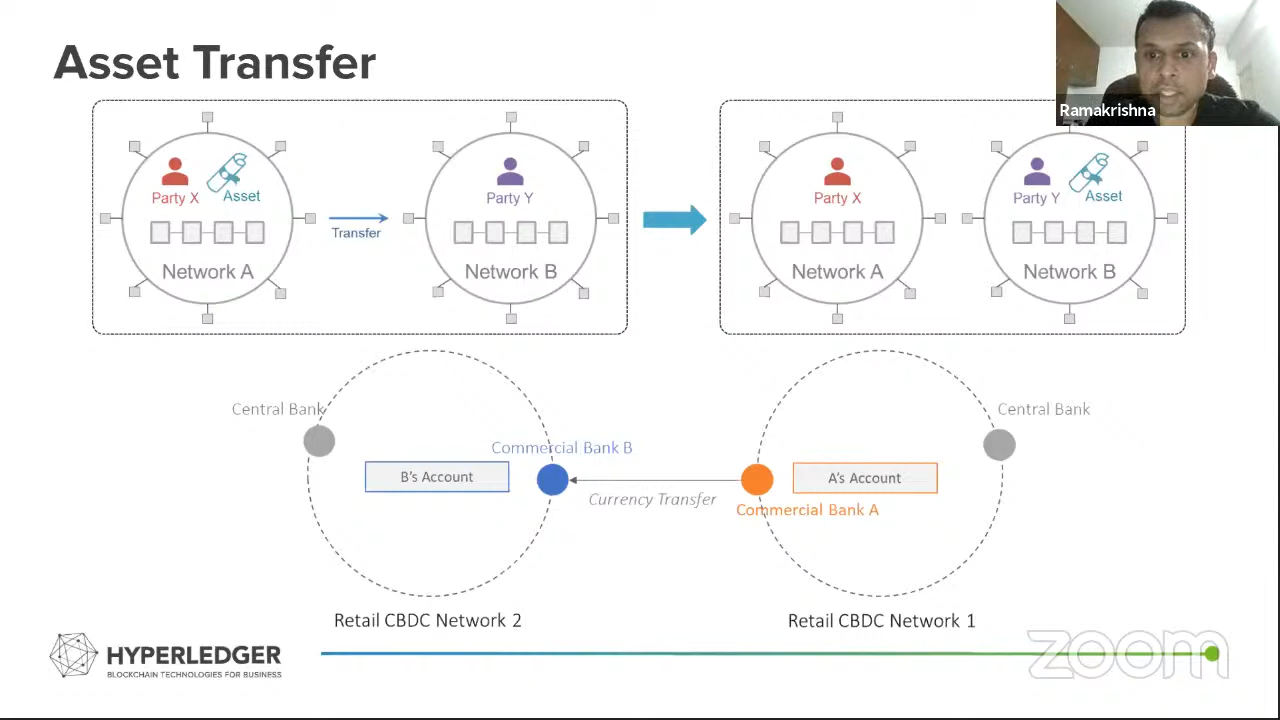 Asset Transfer
Ramakrishna
Party X
Asset
Network A
Transfer
Party Y
Network B
Party X
Network A
Party Y
Asset
Network B
Central Bank
Commercial Bank B
B's Account
Currency Transfer
Central Bank
A's Account
Commercial Bank A
Retail CBDC Network 2
Retail CBDC Network 1
HYPERLEDGER
BLOCKCHAIN TECHNOLOGIES FOR BUSINESS
zoom